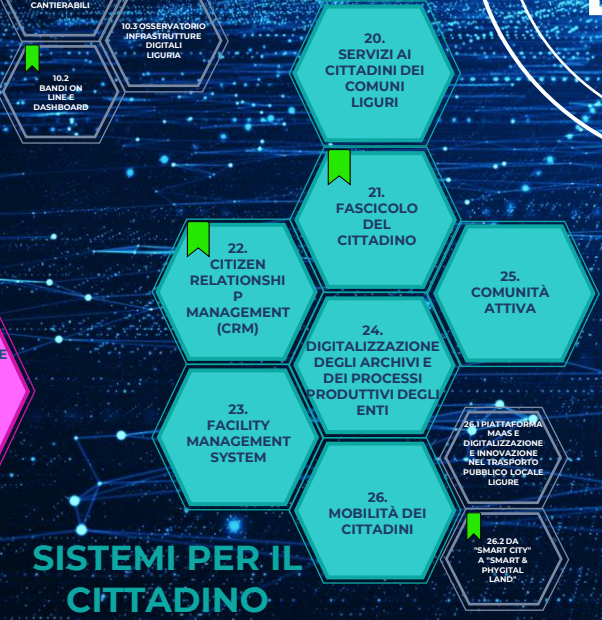 CANTIERABILI
10.3 OSSERVATORIO
INFRASTRUTTURE
DIGITALI
LIGURIA
10.2
BANDI ON
LINE E
DASHBOARD
20.
SERVIZI AI
CITTADINI DEI
COMUNI
LIGURI
21.
FASCICOLO
DEL
CITTADINO
22.
CITIZEN
RELATIONSHI
P
MANAGEMENT
(CRM)
25.
COMUNITÀ
ATTIVA
24.
DIGITALIZZAZIONE
DEGLI ARCHIVI E
DEI PROCESSI
PRODUTTIVI DEGLI
ENTI
E
23.
FACILITY
MANAGEMENT
SYSTEM
26.1 PIATTAFORMA
MAAS E
DIGITALIZZAZIONE
E INNOVAZIONE
NEL TRASPORTO
PUBBLICO LOCALE
LIGURE
26.
MOBILITÀ DEI
CITTADINI
26.2 DA
"SMART CITY"
A "SMART &
PHYGITAL
LAND"
SISTEMI PER IL
CITTADINO